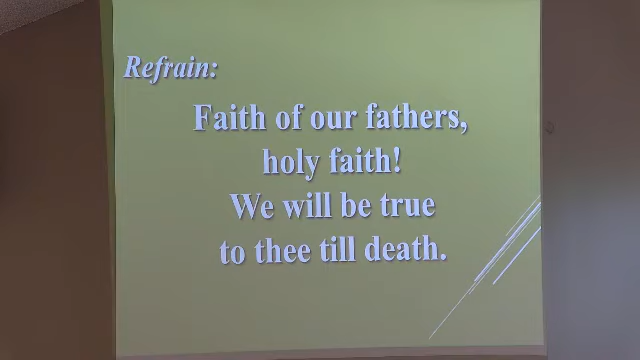 Refrain:
Faith of our fathers,
holy faith!
We will be true
to thee till death.